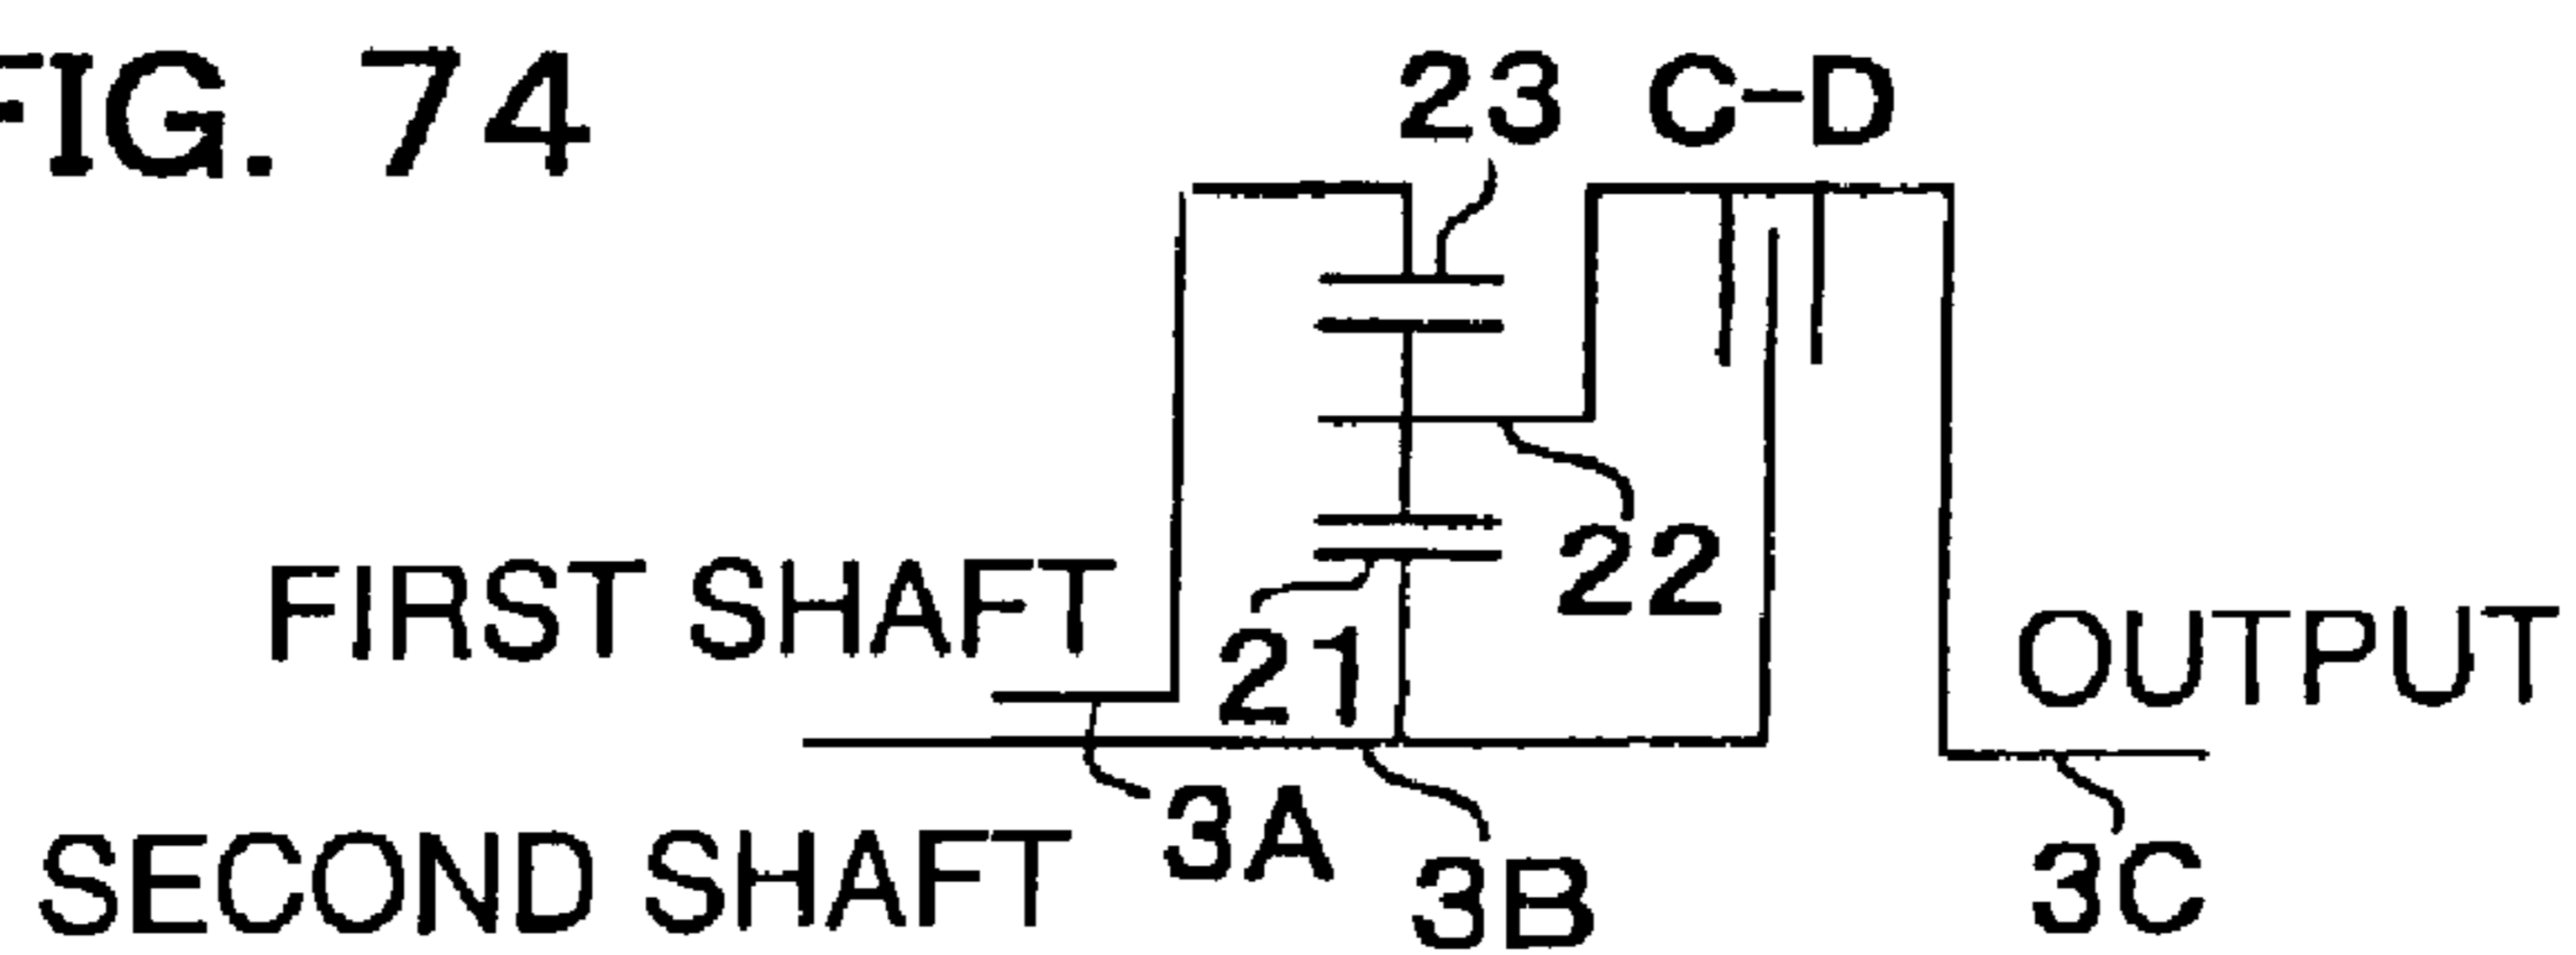 FIG. 74
23 C-D
22
FIRST SHAFT
21
OUTPUT
3A
SECOND SHAFT
3B
3C